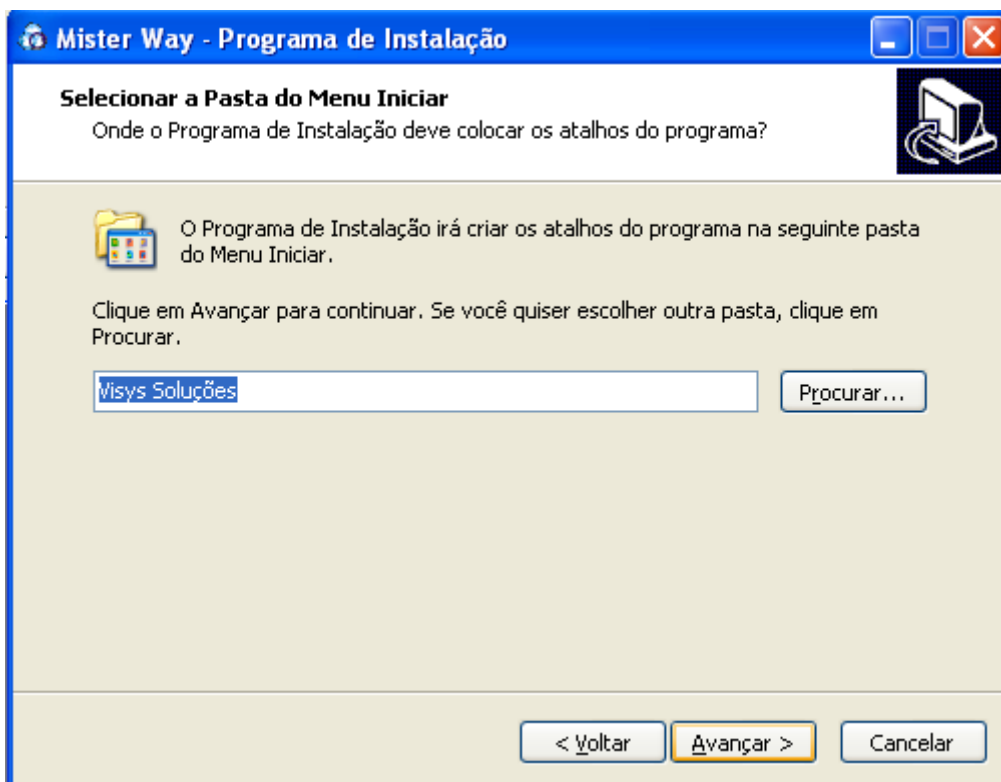 Mister Way - Programa de Instalação
Selecionar a Pasta do Menu Iniciar
Onde o Programa de Instalação deve colocar os atalhos do programa?
O Programa de Instalação irá criar os atalhos do programa na seguinte pasta
do Menu Iniciar.
Clique em Avançar para continuar. Se você quiser escolher outra pasta, clique em
Procurar.
Visys Soluções
Procurar...
< Voltar
Avançar >
Cancelar